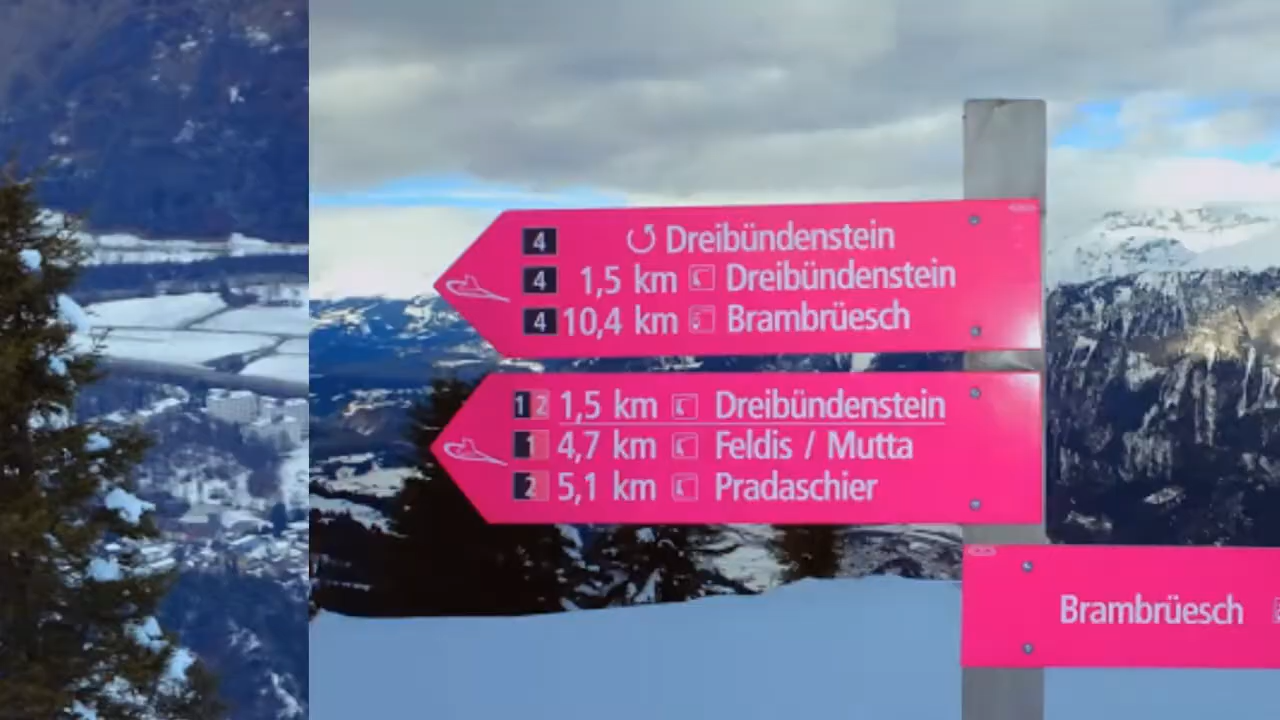 4 Dreibündenstein
4 1,5 km Dreibündenstein
4 10,4 km Brambrüesch
1 2 1,5 km Dreibündenstein
1 4,7 km Feldis / Mutta
2 5,1 km Pradaschier
Brambrüesch